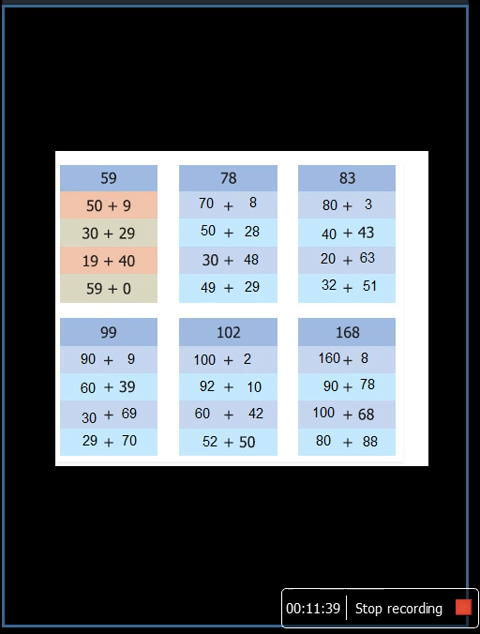 59 78 83
50 + 9 70 + 8 80 + 3
30 + 29 50 + 28 40 + 43
19 + 40 30 + 48 20 + 63
59 + 0 49 + 29 32 + 51
99 102 168
90 + 9 100 + 2 160 + 8
60 + 39 92 + 10 90 + 78
30 + 69 60 + 42 100 + 68
29 + 70 52 + 50 80 + 88
00:11:39 Stop recording